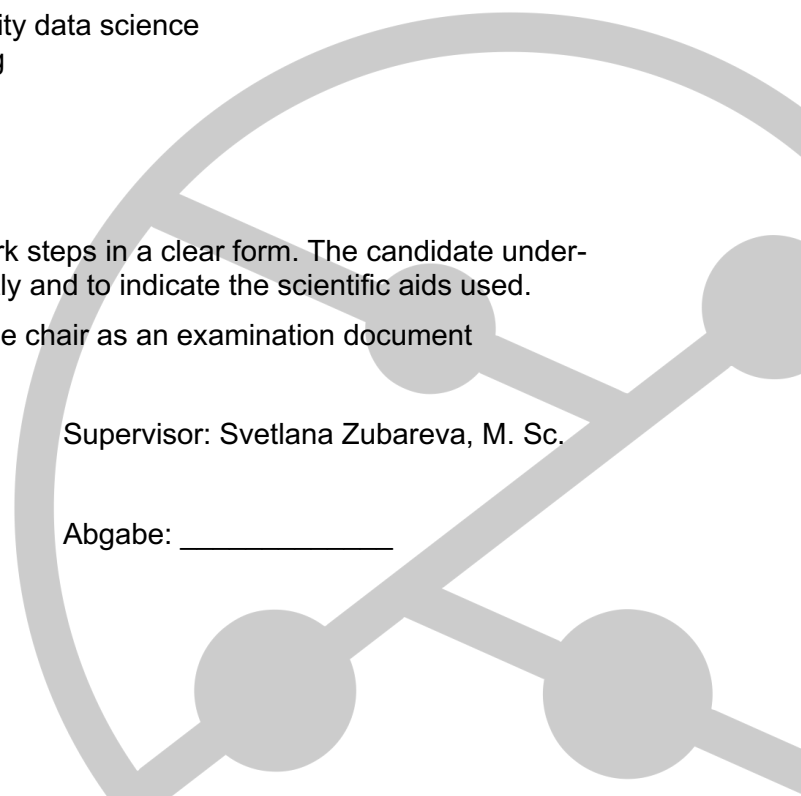 ity data science
g
rk steps in a clear form. The candidate under-
ly and to indicate the scientific aids used.
e chair as an examination document
Supervisor: Svetlana Zubareva, M. Sc.
Abgabe: _____________